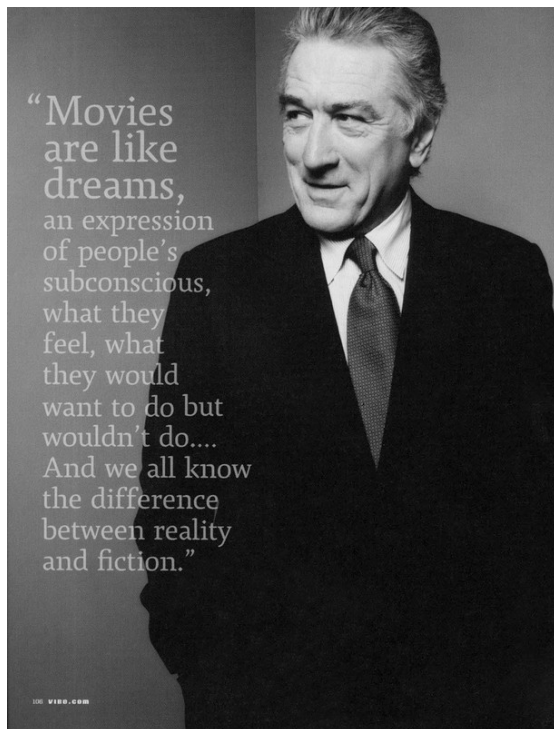 “Movies
are like
dreams,
an expression
of people’s
subconscious,
what they
feel, what
they would
want to do but
wouldn’t do....
And we all know
the difference
between reality
and fiction.”
VIBE.com